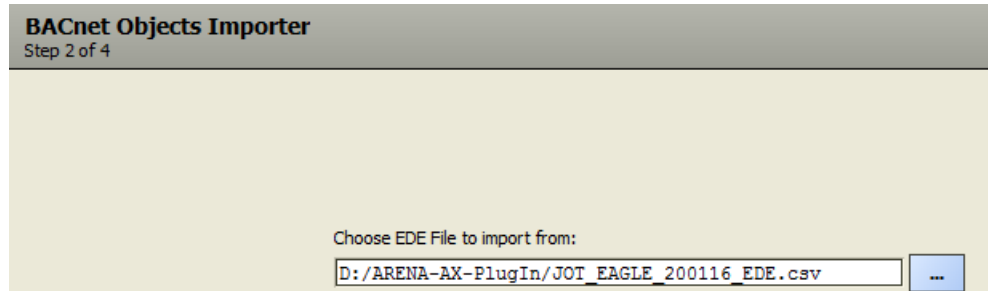 BACnet Objects Importer
Step 2 of 4
Choose EDE File to import from:
D:/ARENA-AX-PlugIn/JOT_EAGLE_200116_EDE.csv ...